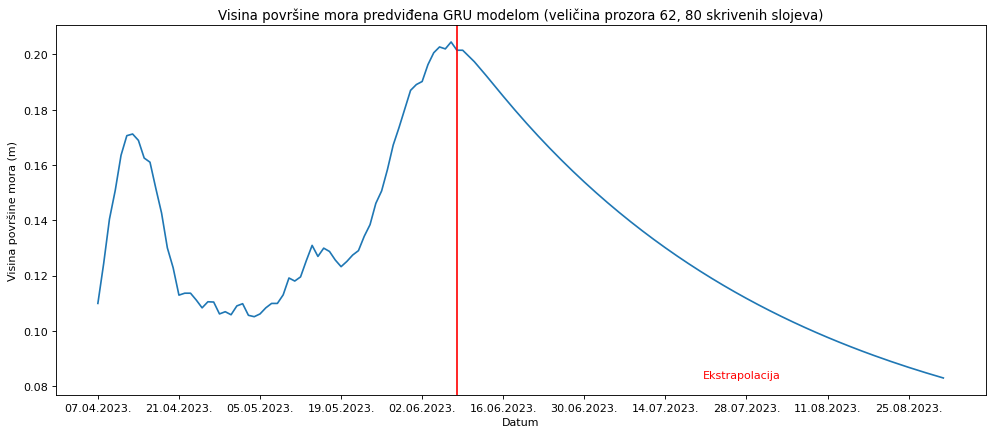 Visina površine mora predviđena GRU modelom (veličina prozora 62, 80 skrivenih slojeva)
Visina površine mora (m)
0.20
0.18
0.16
0.14
0.12
0.10
0.08
Ekstrapolacija
07.04.2023. 21.04.2023. 05.05.2023. 19.05.2023. 02.06.2023. 16.06.2023. 30.06.2023. 14.07.2023. 28.07.2023. 11.08.2023. 25.08.2023.
Datum